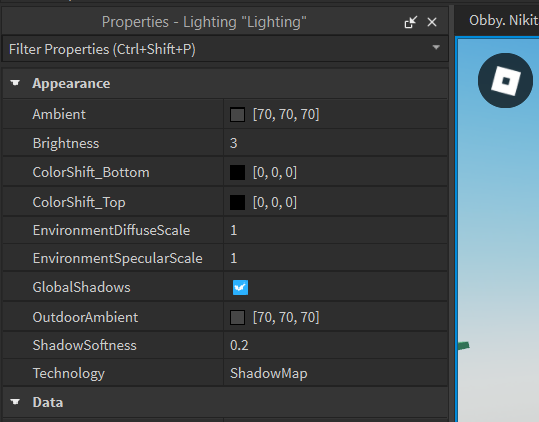 Properties - Lighting "Lighting"
Obby. Nikit
Filter Properties (Ctrl+Shift+P)
Appearance
Ambient [70, 70, 70]
Brightness 3
ColorShift_Bottom [0, 0, 0]
ColorShift_Top [0, 0, 0]
EnvironmentDiffuseScale 1
EnvironmentSpecularScale 1
GlobalShadows
OutdoorAmbient [70, 70, 70]
ShadowSoftness 0.2
Technology ShadowMap
Data